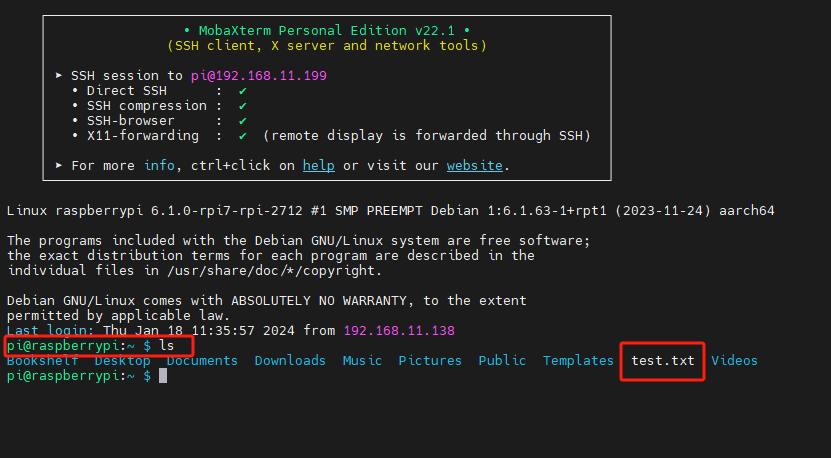 • MobaXterm Personal Edition v22.1 •
(SSH client, X server and network tools)
➤ SSH session to pi@192.168.11.199
• Direct SSH : ✔
• SSH compression : ✔
• SSH-browser : ✔
• X11-forwarding : ✔ (remote display is forwarded through SSH)
➤ For more info, ctrl+click on help or visit our website.
Linux raspberrypi 6.1.0-rpi7-rpi-2712 #1 SMP PREEMPT Debian 1:6.1.63-1+rpt1 (2023-11-24) aarch64
The programs included with the Debian GNU/Linux system are free software;
the exact distribution terms for each program are described in the
individual files in /usr/share/doc/*/copyright.
Debian GNU/Linux comes with ABSOLUTELY NO WARRANTY, to the extent
permitted by applicable law.
Last login: Thu Jan 18 11:35:57 2024 from 192.168.11.138
pi@raspberrypi:~ $ ls
Bookshelf Desktop Documents Downloads Music Pictures Public Templates test.txt Videos
pi@raspberrypi:~ $